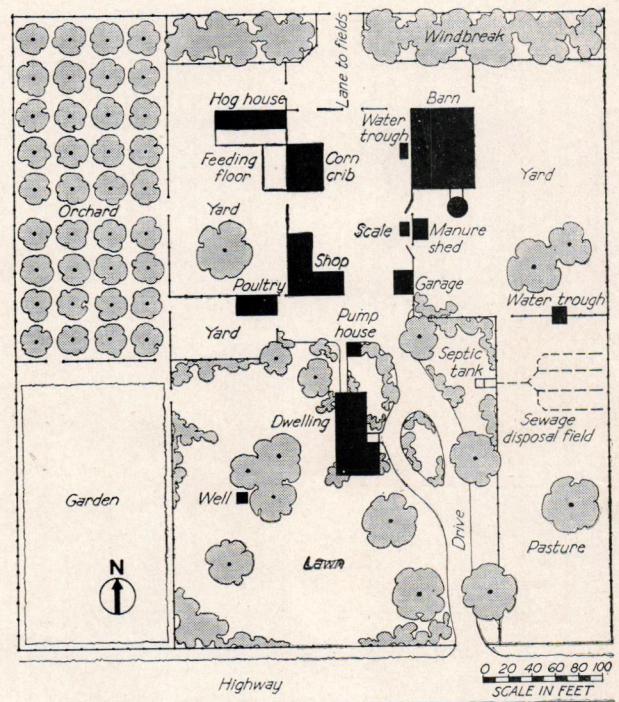 Windbreak
Lane to fields
Hog house
Barn
Water
trough
Feeding
floor
Corn
crib
Yard
Orchard
Yard
Scale
Manure
shed
Shop
Poultry
Garage
Water trough
Yard
Pump
house
Septic
tank
Dwelling
Sewage
disposal field
Garden
Well
Drive
Pasture
Lawn
N
0 20 40 60 80 100
SCALE IN FEET
Highway